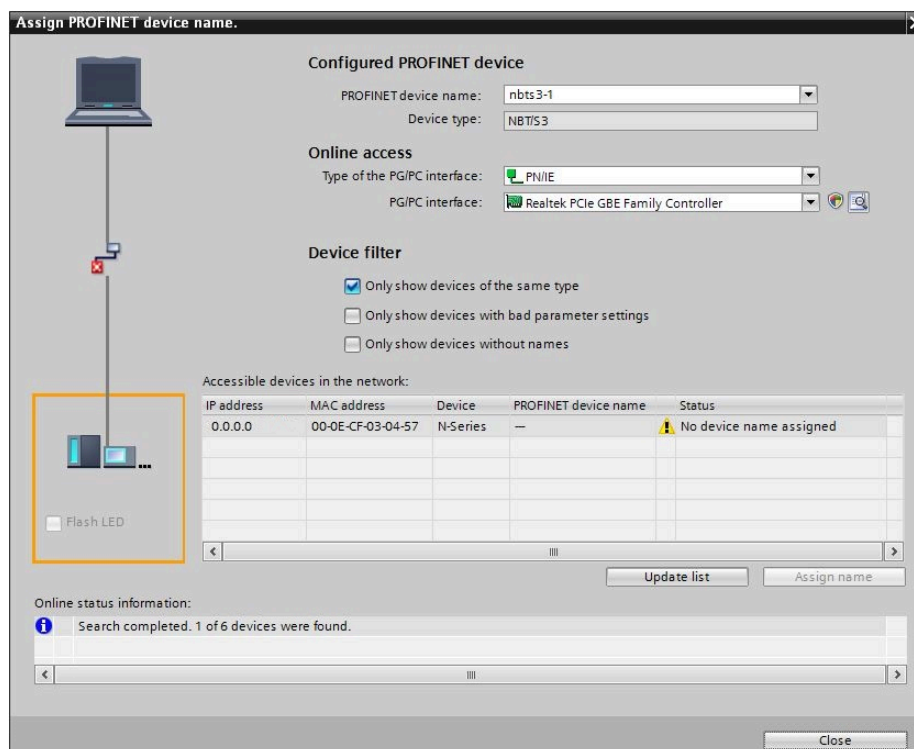 Assign PROFINET device name.
Configured PROFINET device
PROFINET device name: nbts3-1
Device type: NBT/S3
Online access
Type of the PG/PC interface: PN/IE
PG/PC interface: Realtek PCIe GBE Family Controller
Device filter
Only show devices of the same type
Only show devices with bad parameter settings
Only show devices without names
Accessible devices in the network:
IP address MAC address Device PROFINET device name Status
0.0.0.0 00-0E-CF-03-04-57 N-Series — No device name assigned
Flash LED
Update list Assign name
Online status information:
Search completed. 1 of 6 devices were found.
Close